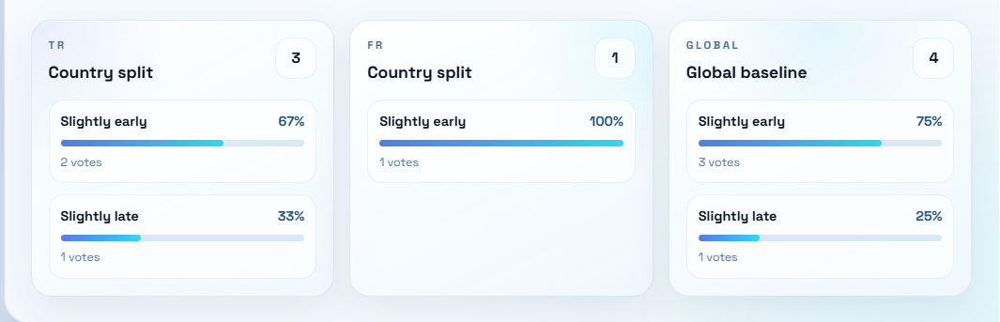 TR
Country split
3
Slightly early 67%
2 votes
Slightly late 33%
1 votes
FR
Country split
1
Slightly early 100%
1 votes
GLOBAL
Global baseline
4
Slightly early 75%
3 votes
Slightly late 25%
1 votes